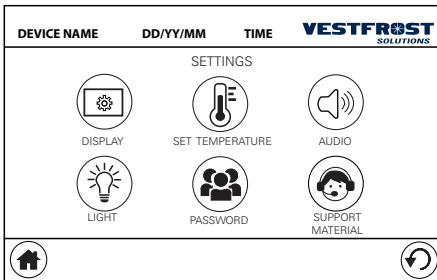 DEVICE NAME DD/YY/MM TIME VESTFROST
SOLUTIONS
SETTINGS
DISPLAY SET TEMPERATURE AUDIO
LIGHT PASSWORD SUPPORT
MATERIAL